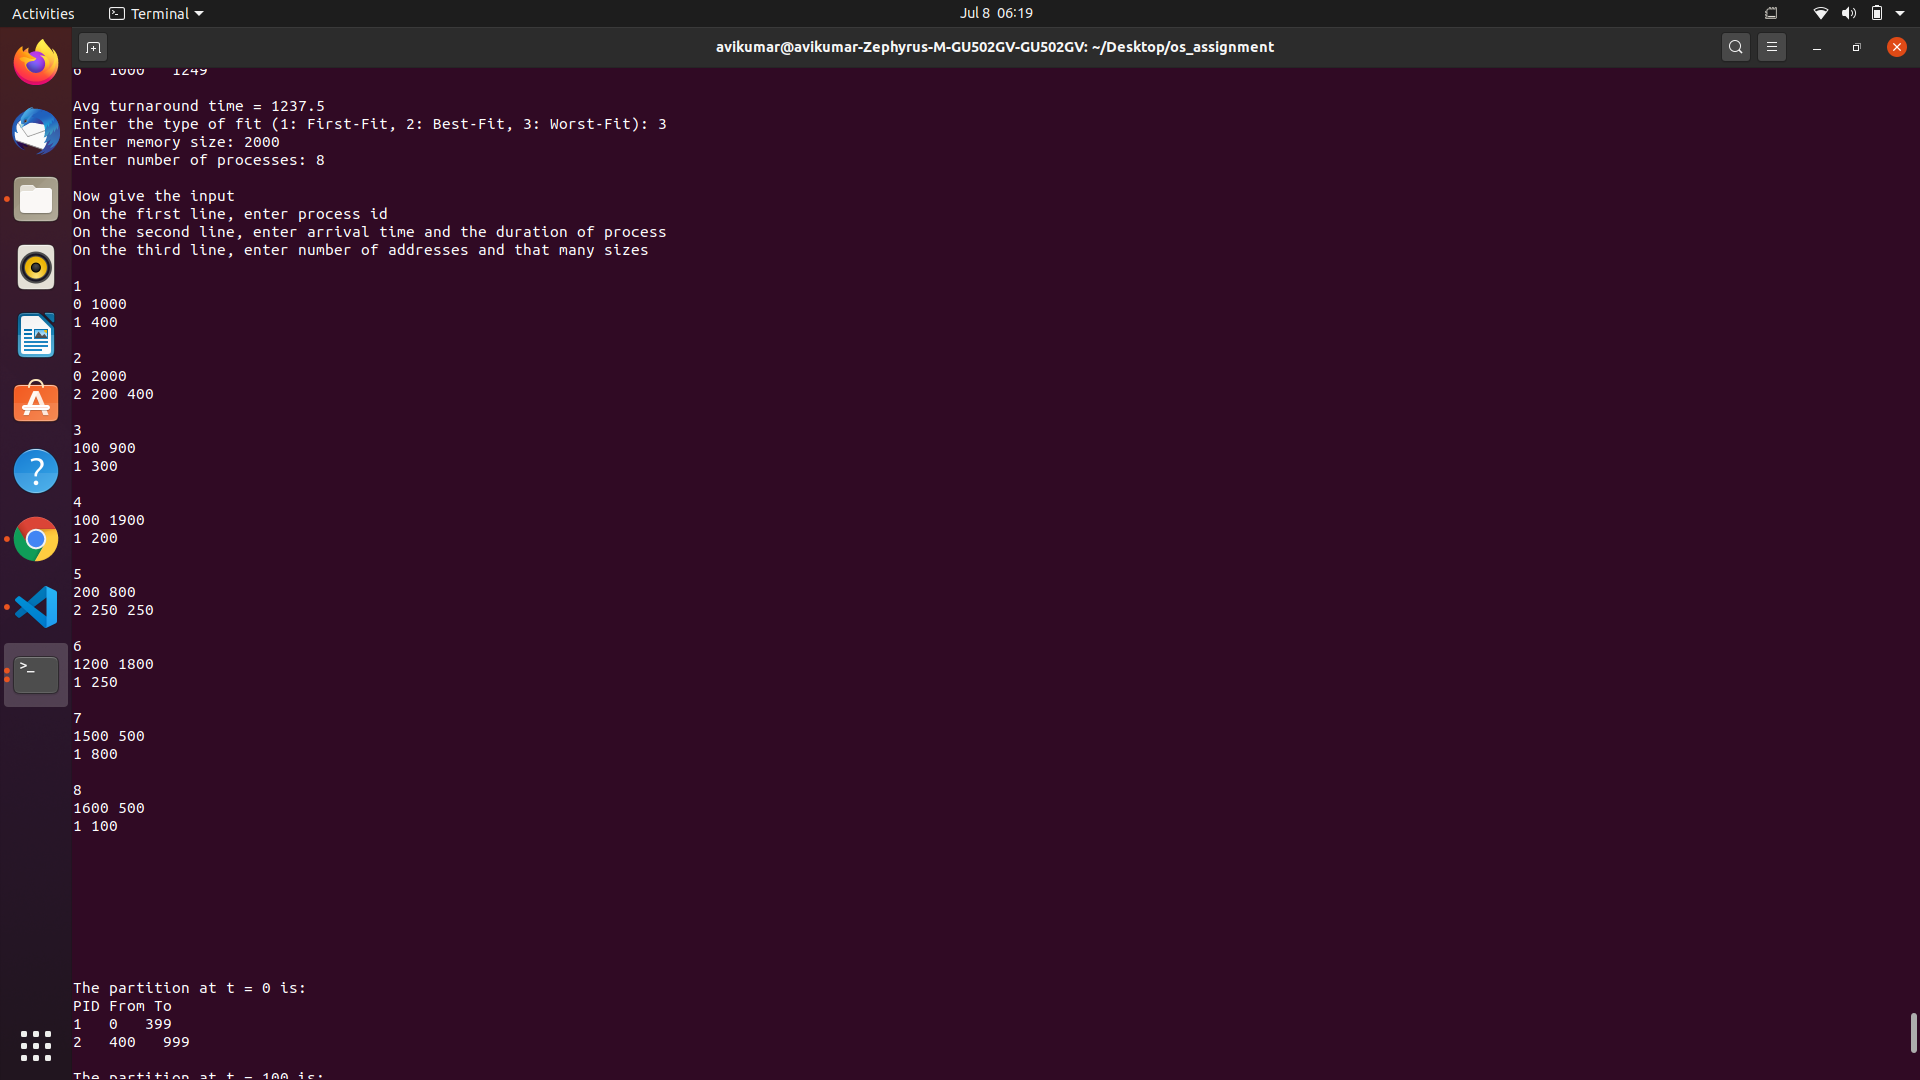 Activities
Terminal
Jul 8 06:19
avikumar@avikumar-Zephyrus-M-GU502GV-GU502GV: ~/Desktop/os_assignment
6 1000 1249
Avg turnaround time = 1237.5
Enter the type of fit (1: First-Fit, 2: Best-Fit, 3: Worst-Fit): 3
Enter memory size: 2000
Enter number of processes: 8
Now give the input
On the first line, enter process id
On the second line, enter arrival time and the duration of process
On the third line, enter number of addresses and that many sizes
1
0 1000
1 400
2
0 2000
2 200 400
3
100 900
1 300
4
100 1900
1 200
5
200 800
2 250 250
6
1200 1800
1 250
7
1500 500
1 800
8
1600 500
1 100
The partition at t = 0 is:
PID From To
1 0 399
2 400 999
The partition at t = 100 is: